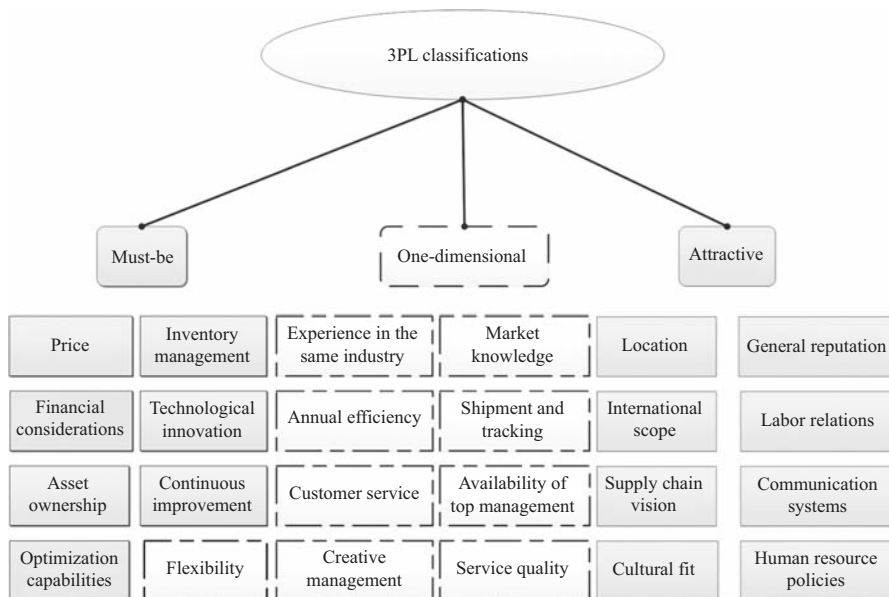 3PL classifications
Must-be
One-dimensional
Attractive
Price
Inventory
management
Experience in the
same industry
Market
knowledge
Location
General reputation
Financial
considerations
Technological
innovation
Annual efficiency
Shipment and
tracking
International
scope
Labor relations
Asset
ownership
Continuous
improvement
Customer service
Availability of
top management
Supply chain
vision
Communication
systems
Optimization
capabilities
Flexibility
Creative
management
Service quality
Cultural fit
Human resource
policies